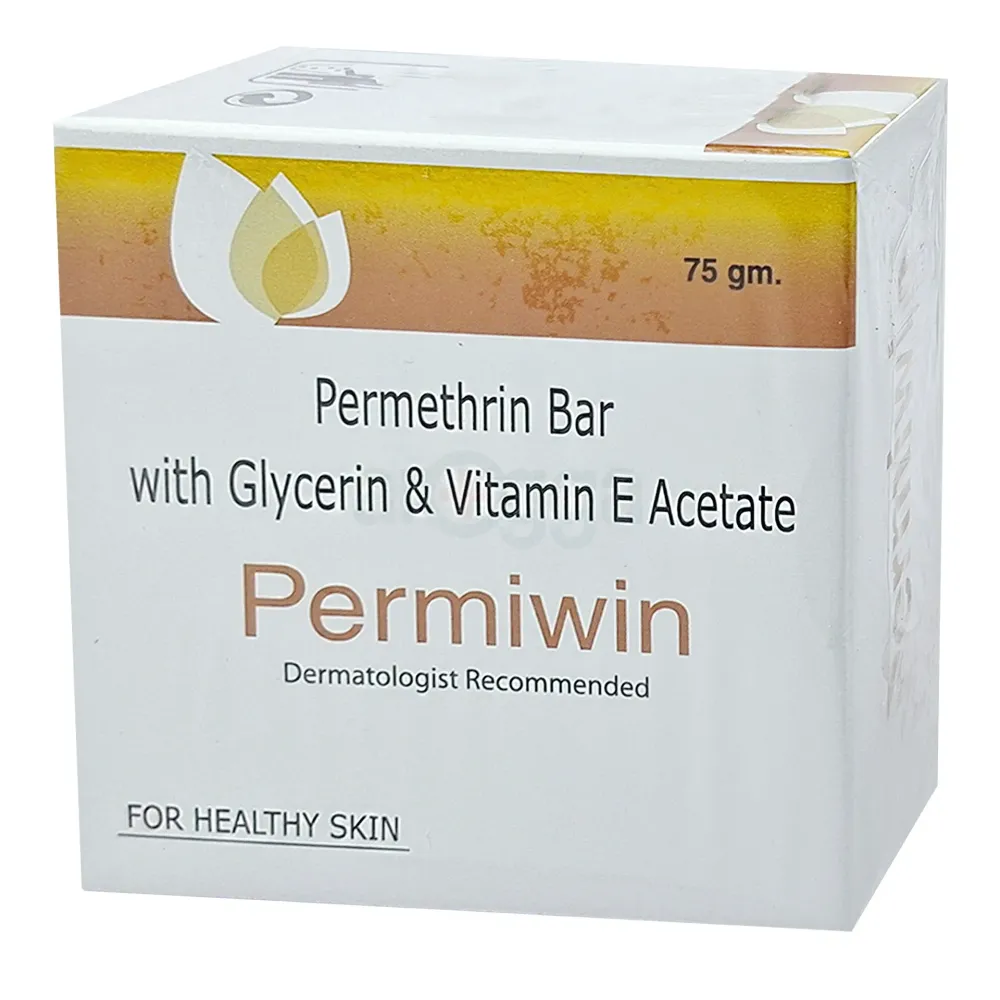 75 gm.
Permethrin Bar
with Glycerin & Vitamin E Acetate
Permiwin
Dermatologist Recommended
FOR HEALTHY SKIN